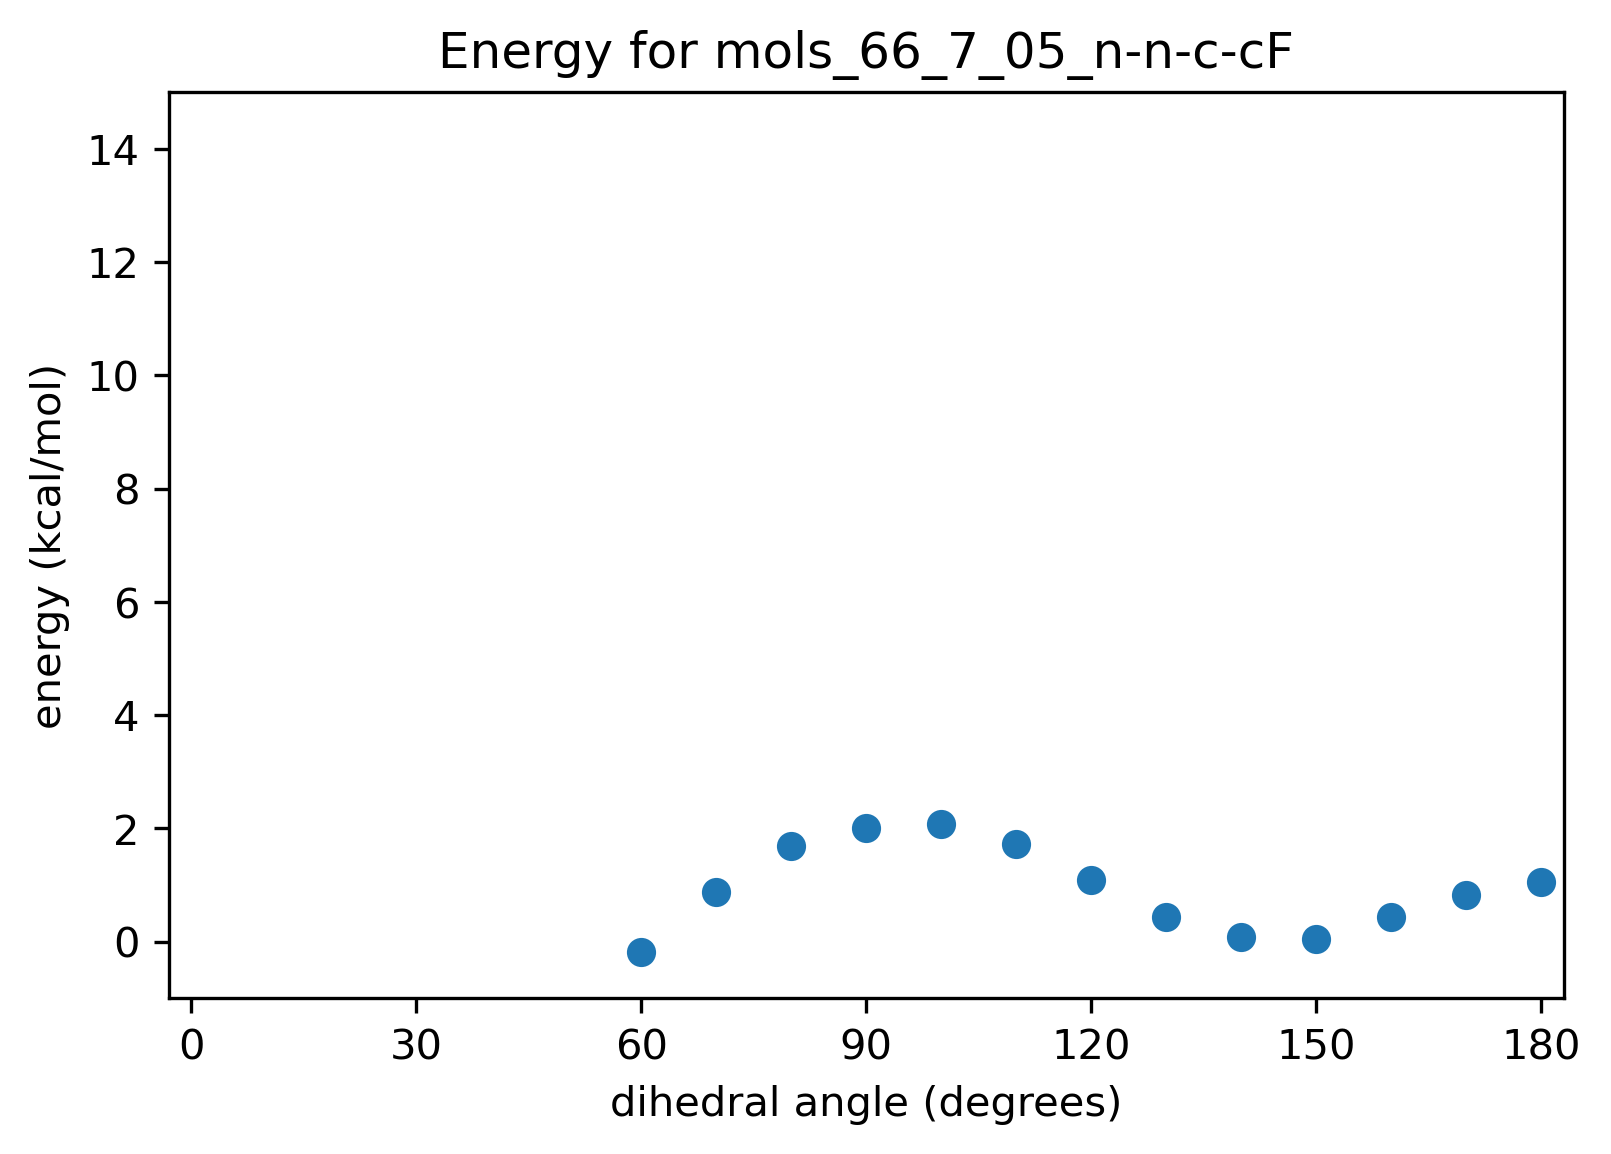 Energy for mols_66_7_05_n-n-c-cF
14
12
10
8
6
4
2
0
energy (kcal/mol)
0 30 60 90 120 150 180
dihedral angle (degrees)